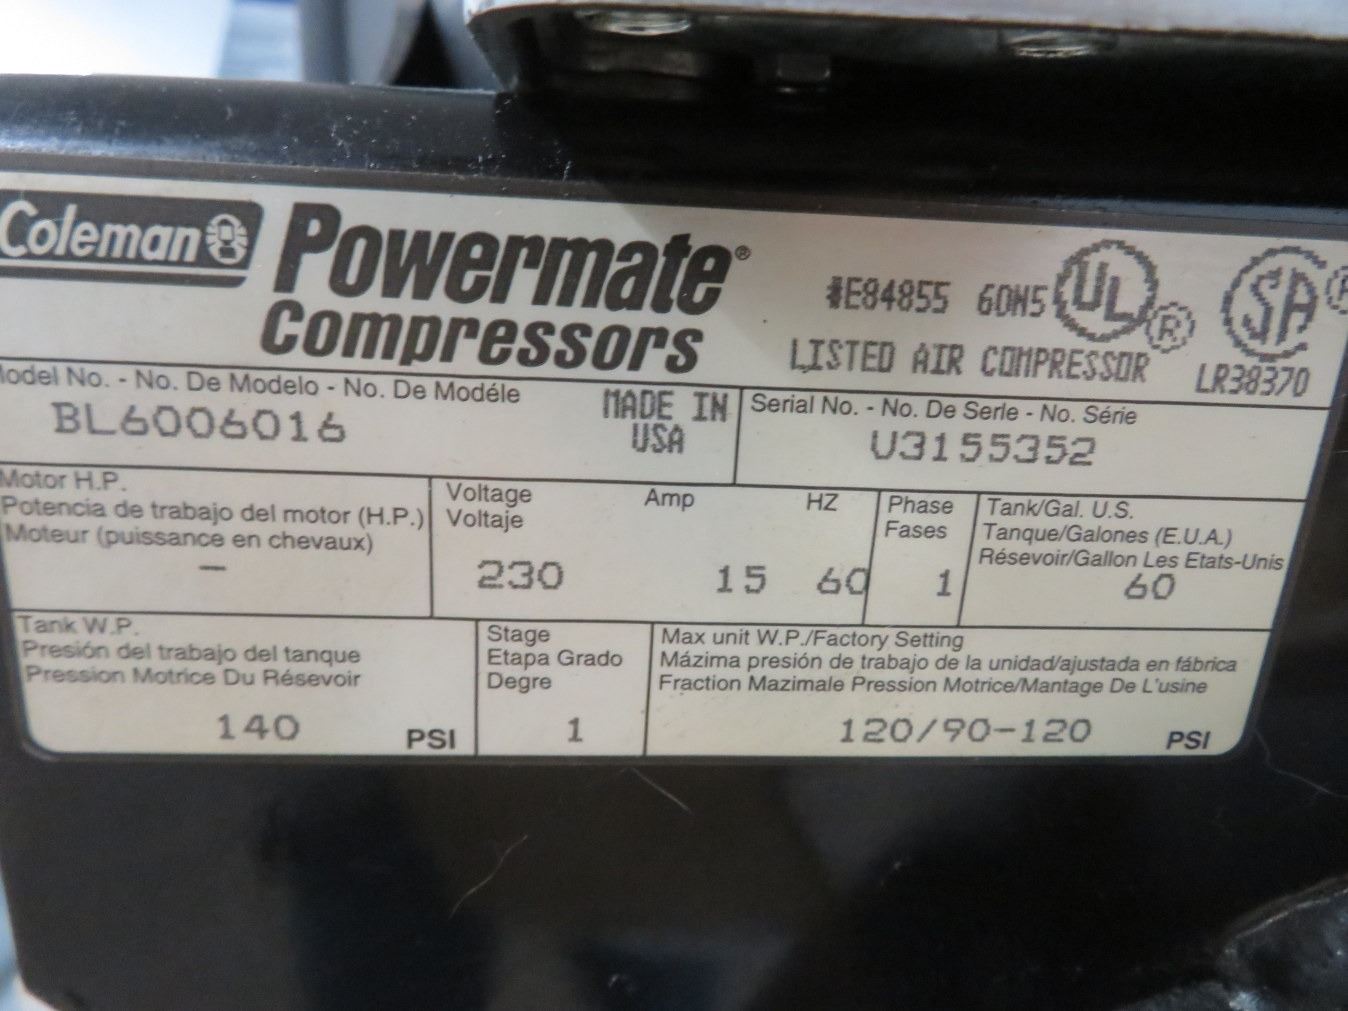 Coleman Powermate®
Compressors
#E84855 60N5 UL ®
LISTED AIR COMPRESSOR
SA
LR38370
Model No. - No. De Modelo - No. De Modéle
BL6006016
MADE IN
USA
Serial No. - No. De Serle - No. Série
U3155352
Motor H.P.
Potencia de trabajo del motor (H.P.)
Moteur (puissance en chevaux)
-
Voltage
Voltaje
230
Amp
15
HZ
60
Phase
Fases
1
Tank/Gal. U.S.
Tanque/Galones (E.U.A.)
Résevoir/Gallon Les Etats-Unis
60
Tank W.P.
Presión del trabajo del tanque
Pression Motrice Du Résevoir
140 PSI
Stage
Etapa Grado
Degre
1
Max unit W.P./Factory Setting
Mázima presión de trabajo de la unidad/ajustada en fábrica
Fraction Mazimale Pression Motrice/Mantage De L'usine
120/90-120 PSI